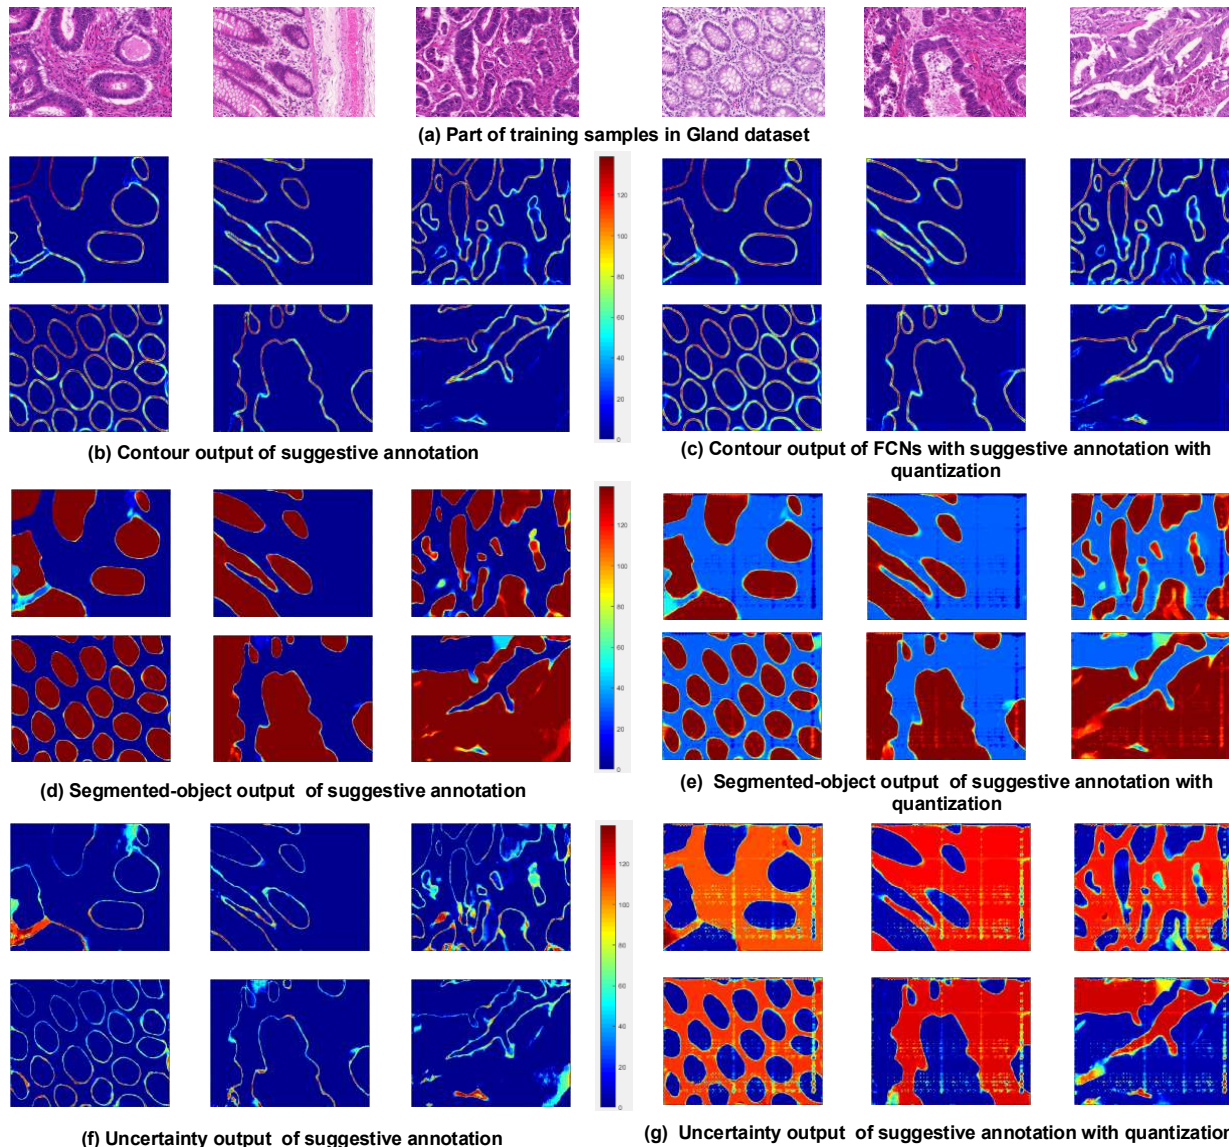 (a) Part of training samples in Gland dataset
120
100
80
60
40
20
0
(b) Contour output of suggestive annotation
(c) Contour output of FCNs with suggestive annotation with
quantization
120
100
80
60
40
20
0
(d) Segmented-object output of suggestive annotation
(e) Segmented-object output of suggestive annotation with
quantization
120
100
80
60
40
20
0
(f) Uncertainty output of suggestive annotation
(g) Uncertainty output of suggestive annotation with quantization